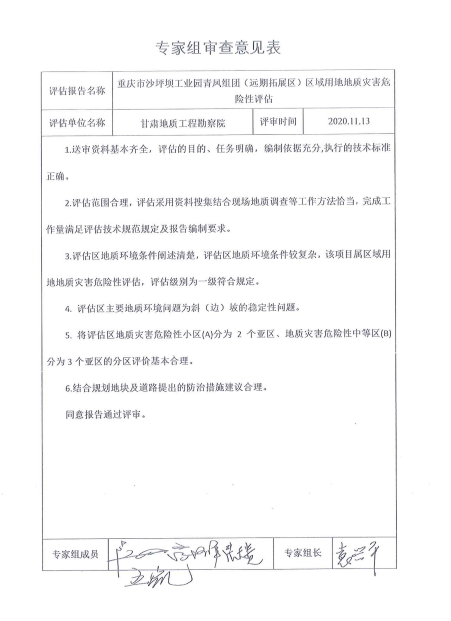 专家组审查意见表
评估报告名称
重庆市沙坪坝工业园青凤组团（远期拓展区）区域用地地质灾害危
险性评估
评估单位名称
甘肃地质工程勘察院
评审时间
2020.11.13
1.送审资料基本齐全，评估的目的、任务明确，编制依据充分,执行的技术标准
正确。
2.评估范围合理，评估采用资料搜集结合现场地质调查等工作方法恰当，完成工
作量满足评估技术规范规定及报告编制要求。
3.评估区地质环境条件阐述清楚，评估区地质环境条件较复杂，该项目属区域用
地地质灾害危险性评估，评估级别为一级符合规定。
4. 评估区主要地质环境问题为斜（边）坡的稳定性问题。
5. 将评估区地质灾害危险性小区(A)分为 2 个亚区、地质灾害危险性中等区(B)
分为 3 个亚区的分区评价基本合理。
6.结合规划地块及道路提出的防治措施建议合理。
同意报告通过评审。
专家组成员
专家组长